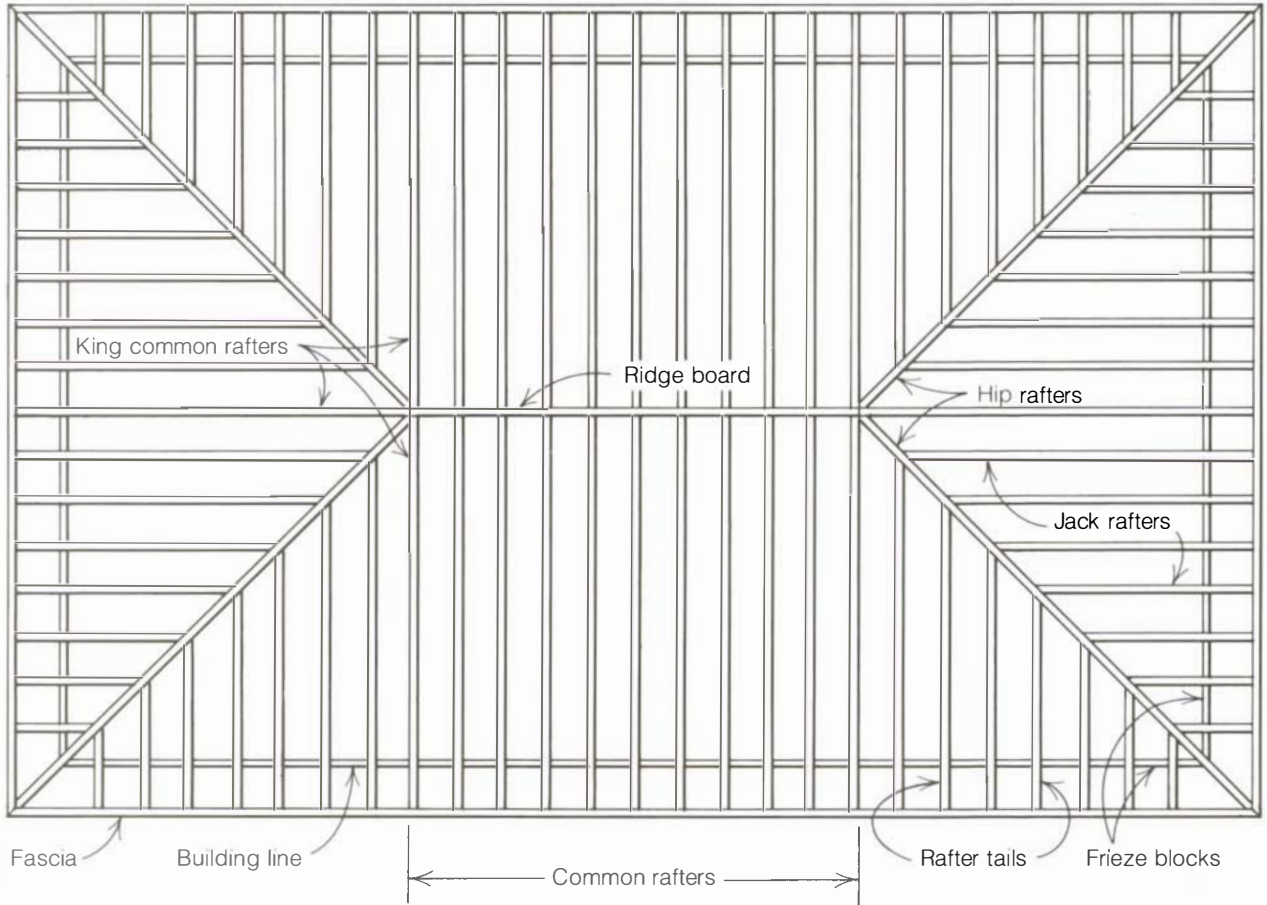 King common rafters
Ridge board
Hip rafters
Jack rafters
Fascia
Building line
Rafter tails
Frieze blocks
Common rafters